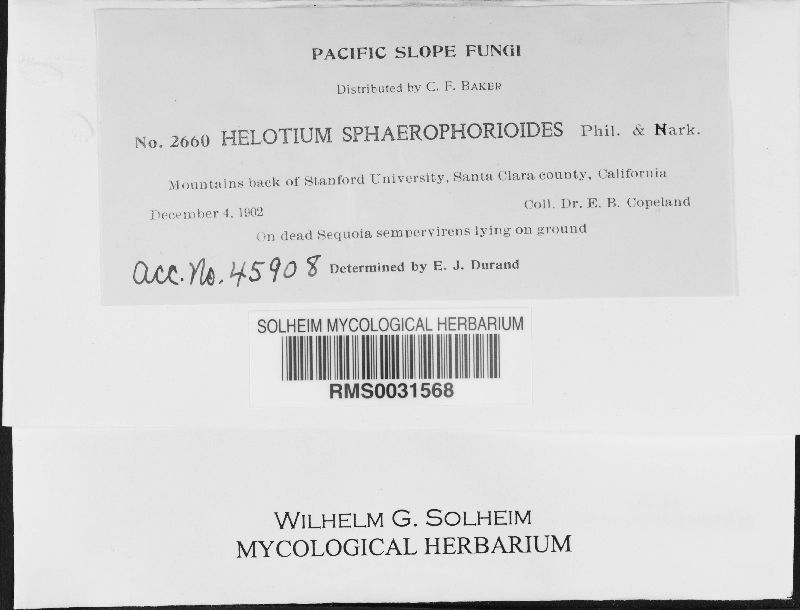 PACIFIC SLOPE FUNGI
Distributed by C. F. BAKER
No. 2660 HELOTIUM SPHAEROPHORIOIDES Phil. & Hark.
Mountains back of Stanford University, Santa Clara county, California
December 4, 1902 Coll. Dr. E. B. Copeland
On dead Sequoia sempervirens lying on ground
acc. No. 45908 Determined by E. J. Durand
SOLHEIM MYCOLOGICAL HERBARIUM
RMS0031568
WILHELM G. SOLHEIM
MYCOLOGICAL HERBARIUM